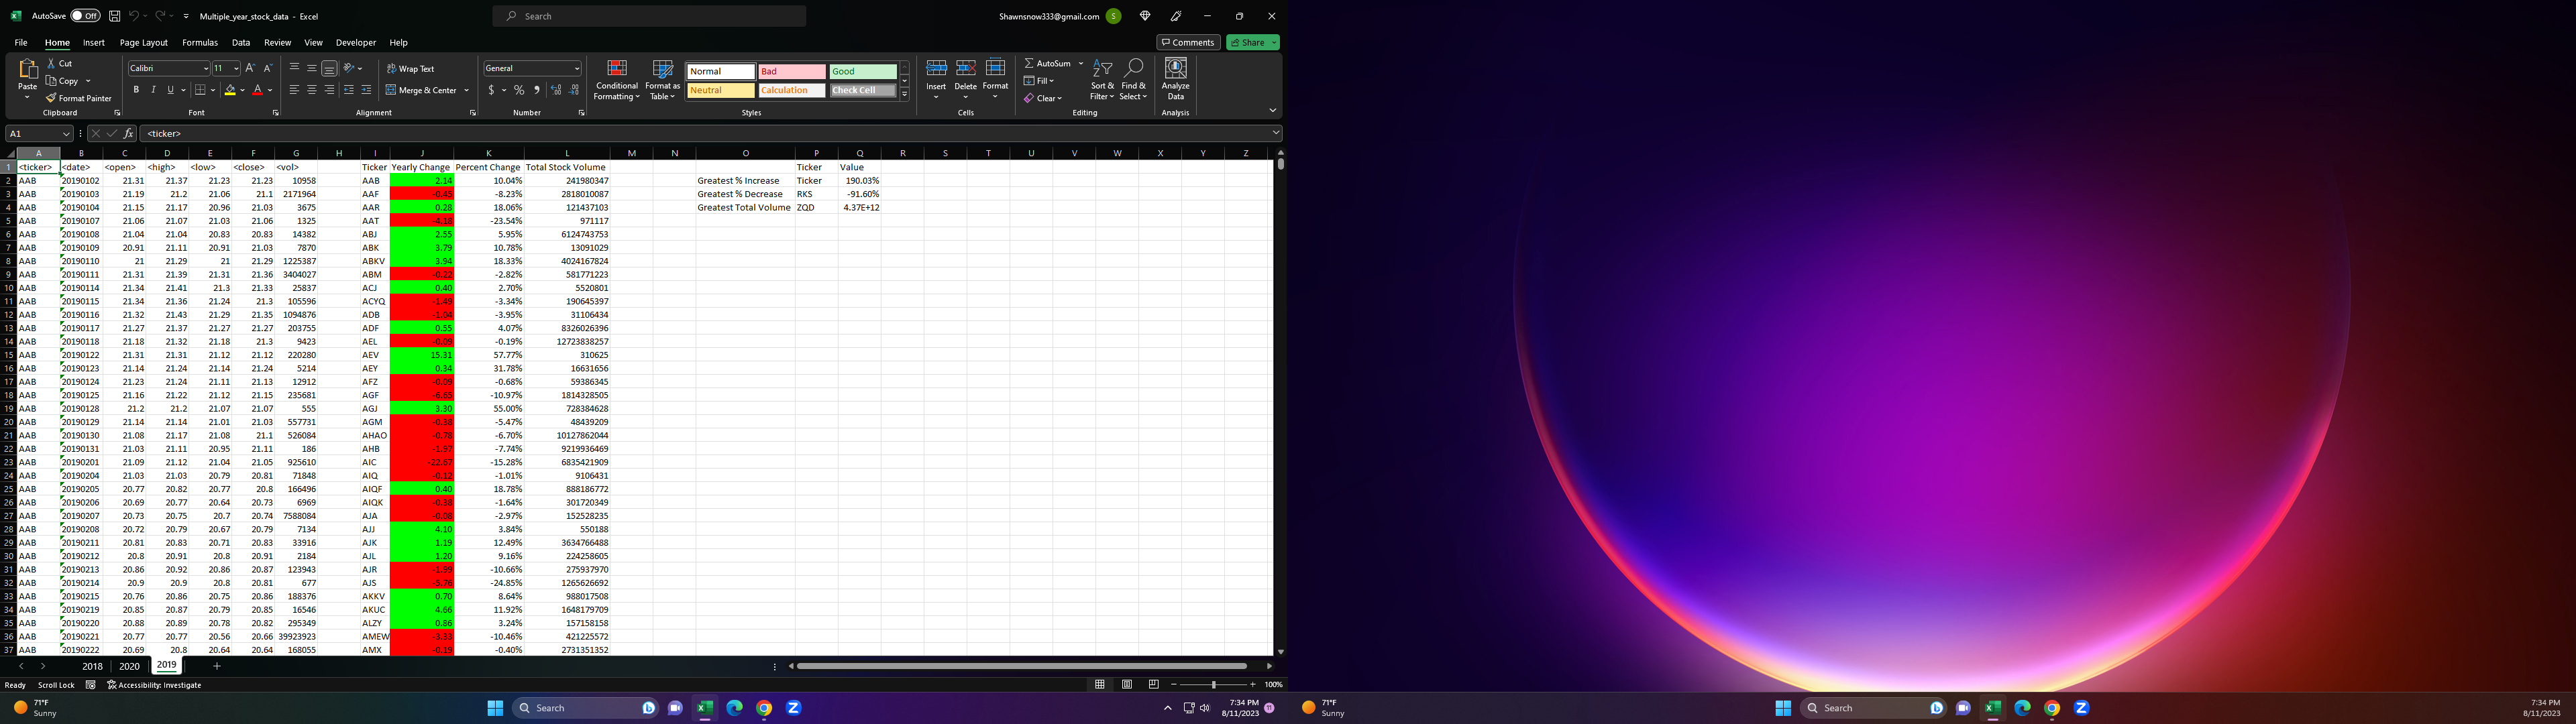 AutoSave Off Multiple_year_stock_data - Excel Search Shawnsnow333@gmail.com S
File Home Insert Page Layout Formulas Data Review View Developer Help Comments Share
Paste Cut Copy Format Painter Clipboard
Calibri 11 B I U Font
Wrap Text Merge & Center Alignment
General $ % Number
Conditional Formatting Format as Table Normal Bad Good Neutral Calculation Check Cell Styles
Insert Delete Format Cells
AutoSum Fill Clear Sort & Filter Find & Select Editing
Analyze Data Analysis
A1 fx <ticker>
A B C D E F G H I J K L M N O P Q R S T U V W X Y Z
1 <ticker> <date> <open> <high> <low> <close> <vol> Ticker Yearly Change Percent Change Total Stock Volume Ticker Value
2 AAB 20190102 21.31 21.37 21.23 21.23 10958 AAB 2.14 10.04% 241980347 Greatest % Increase Ticker 190.03%
3 AAB 20190103 21.19 21.2 21.06 21.1 2171964 AAF -0.45 -8.23% 2818010087 Greatest % Decrease RKS -91.60%
4 AAB 20190104 21.15 21.17 20.96 21.03 3675 AAR 0.28 18.06% 121437103 Greatest Total Volume ZQD 4.37E+12
5 AAB 20190107 21.06 21.07 21.03 21.06 1325 AAT -4.18 -23.54% 971117
6 AAB 20190108 21.04 21.04 20.83 20.83 14382 ABJ 2.55 5.95% 6124743753
7 AAB 20190109 20.91 21.11 20.91 21.03 7870 ABK 3.79 10.78% 13091029
8 AAB 20190110 21 21.29 21 21.29 1225387 ABKV 3.94 18.33% 4024167824
9 AAB 20190111 21.31 21.39 21.31 21.36 3404027 ABM -0.22 -2.82% 581771223
10 AAB 20190114 21.34 21.41 21.3 21.33 25837 ACJ 0.40 2.70% 5520801
11 AAB 20190115 21.34 21.36 21.24 21.3 105596 ACYQ -1.49 -3.34% 190645397
12 AAB 20190116 21.32 21.43 21.29 21.35 1094876 ADB -1.04 -3.95% 31106434
13 AAB 20190117 21.27 21.37 21.27 21.27 203755 ADF 0.55 4.07% 8326026396
14 AAB 20190118 21.18 21.32 21.18 21.3 9423 AEL -0.09 -0.19% 12723838257
15 AAB 20190122 21.31 21.31 21.12 21.12 220280 AEV 15.31 57.77% 310625
16 AAB 20190123 21.14 21.24 21.14 21.24 5214 AEY 0.34 31.78% 16631656
17 AAB 20190124 21.23 21.24 21.11 21.13 12912 AFZ -0.09 -0.68% 59386345
18 AAB 20190125 21.16 21.22 21.12 21.15 235681 AGF -6.65 -10.97% 1814328505
19 AAB 20190128 21.2 21.2 21.07 21.07 555 AGJ 3.30 55.00% 728384628
20 AAB 20190129 21.14 21.14 21.01 21.03 557731 AGM -0.38 -5.47% 48439209
21 AAB 20190130 21.08 21.17 21.08 21.1 526084 AHAO -0.78 -6.70% 10127862044
22 AAB 20190131 21.03 21.11 20.95 21.11 186 AHB -1.97 -7.74% 9219936469
23 AAB 20190201 21.09 21.12 21.04 21.05 925610 AIC -22.67 -15.28% 6835421909
24 AAB 20190204 21.03 21.03 20.79 20.81 71848 AIQ -0.12 -1.01% 9106431
25 AAB 20190205 20.77 20.82 20.77 20.8 166496 AIQF 0.40 18.78% 888186772
26 AAB 20190206 20.69 20.77 20.64 20.73 6969 AIQK -0.38 -1.64% 301720349
27 AAB 20190207 20.73 20.75 20.7 20.74 7588084 AJA -0.08 -2.97% 152528235
28 AAB 20190208 20.72 20.79 20.67 20.79 7134 AJJ 4.10 3.84% 550188
29 AAB 20190211 20.81 20.83 20.71 20.83 33916 AJK 1.19 12.49% 3634766488
30 AAB 20190212 20.8 20.91 20.8 20.91 2184 AJL 1.20 9.16% 224258605
31 AAB 20190213 20.86 20.92 20.86 20.87 123943 AJR -1.99 -10.66% 275937970
32 AAB 20190214 20.9 20.9 20.8 20.81 677 AJS -5.76 -24.85% 1265626692
33 AAB 20190215 20.76 20.86 20.75 20.86 188376 AKKV 0.70 8.64% 988017508
34 AAB 20190219 20.85 20.87 20.79 20.85 16546 AKUC 4.66 11.92% 1648179709
35 AAB 20190220 20.88 20.89 20.78 20.82 295349 ALZY 0.86 3.24% 157158158
36 AAB 20190221 20.77 20.77 20.56 20.66 39923923 AMEW -3.33 -10.46% 421225572
37 AAB 20190222 20.69 20.8 20.64 20.64 168055 AMX -0.19 -0.40% 2731351352
2018 2020 2019
Ready Scroll Lock Accessibility: Investigate 100%
71°F Sunny Search 7:34 PM 8/11/2023 11
71°F Sunny Search 7:34 PM 8/11/2023